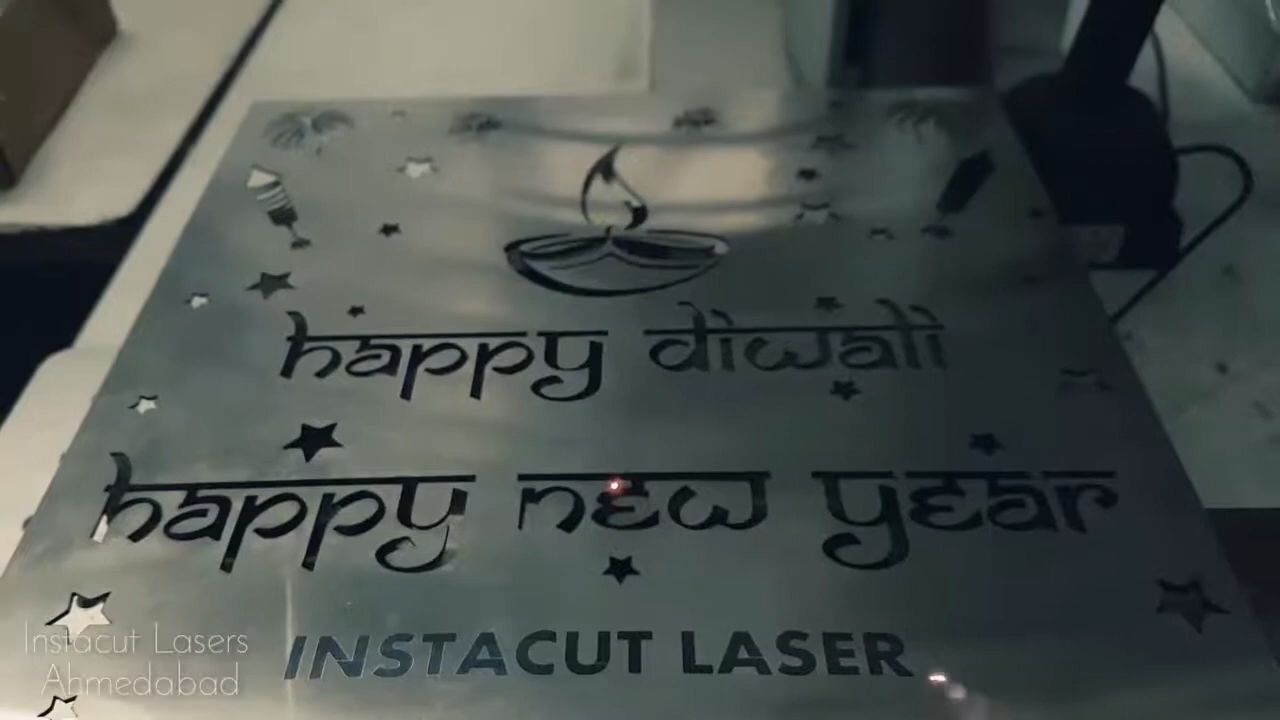 happy diwali
happy new year
INSTACUT LASER
Instacut Lasers
Ahmedabad